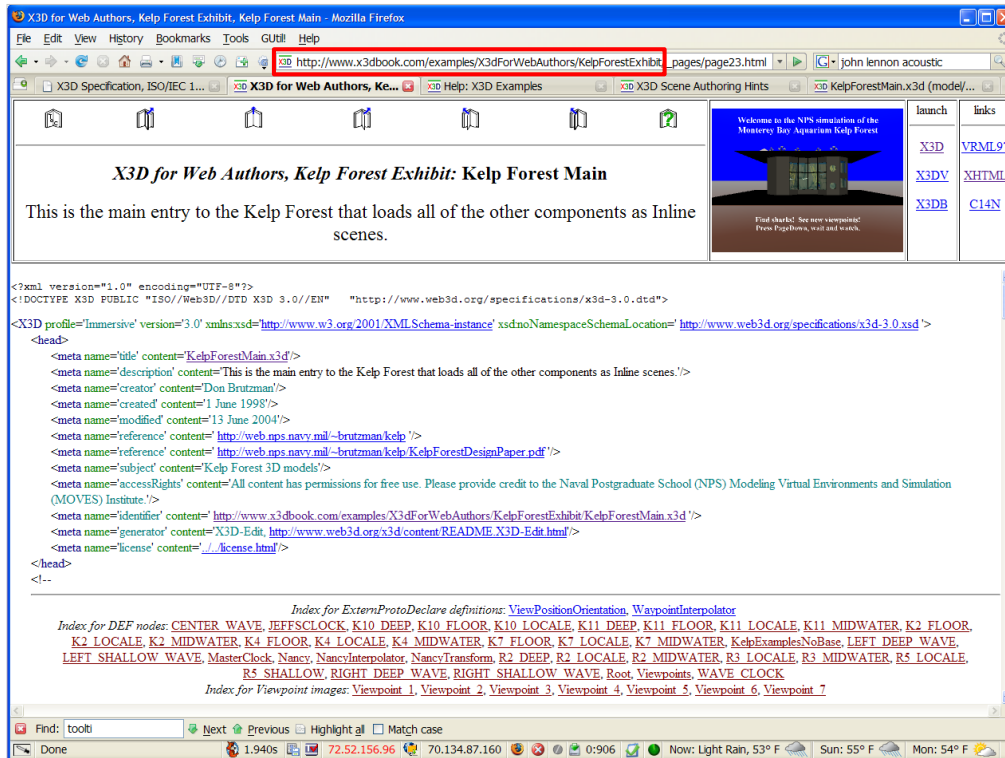 X3D for Web Authors, Kelp Forest Exhibit, Kelp Forest Main - Mozilla Firefox
File Edit View History Bookmarks Tools GUtil! Help
X3D http://www.x3dbook.com/examples/X3dForWebAuthors/KelpForestExhibit/_pages/page23.html G john lennon acoustic
X3D Specification, ISO/IEC 1... X3D X3D for Web Authors, Ke... X3D Help: X3D Examples X3D X3D Scene Authoring Hints X3D KelpForestMain.x3d (model/...
X3D for Web Authors, Kelp Forest Exhibit: Kelp Forest Main
This is the main entry to the Kelp Forest that loads all of the other components as Inline
scenes.
Welcome to the NPS simulation of the
Monterey Bay Aquarium Kelp Forest
Find sharks! See new viewpoints!
Press PageDown, wait and watch.
launch links
X3D VRML97
X3DV XHTML
X3DB C14N
<?xml version="1.0" encoding="UTF-8"?>
<!DOCTYPE X3D PUBLIC "ISO//Web3D//DTD X3D 3.0//EN" "http://www.web3d.org/specifications/x3d-3.0.dtd">
<X3D profile='Immersive' version='3.0' xmlns:xsd='http://www.w3.org/2001/XMLSchema-instance' xsd:noNamespaceSchemaLocation=' http://www.web3d.org/specifications/x3d-3.0.xsd '>
<head>
<meta name='title' content='KelpForestMain.x3d'/>
<meta name='description' content='This is the main entry to the Kelp Forest that loads all of the other components as Inline scenes.'/>
<meta name='creator' content='Don Brutzman'/>
<meta name='created' content='1 June 1998'/>
<meta name='modified' content='13 June 2004'/>
<meta name='reference' content=' http://web.nps.navy.mil/~brutzman/kelp '/>
<meta name='reference' content=' http://web.nps.navy.mil/~brutzman/kelp/KelpForestDesignPaper.pdf '/>
<meta name='subject' content='Kelp Forest 3D models'/>
<meta name='accessRights' content='All content has permissions for free use. Please provide credit to the Naval Postgraduate School (NPS) Modeling Virtual Environments and Simulation
(MOVES) Institute.'/>
<meta name='identifier' content=' http://www.x3dbook.com/examples/X3dForWebAuthors/KelpForestExhibit/KelpForestMain.x3d '/>
<meta name='generator' content='X3D-Edit, http://www.web3d.org/x3d/content/README.X3D-Edit.html'/>
<meta name='license' content='../../license.html'/>
</head>
<!--
Index for ExternProtoDeclare definitions: ViewPositionOrientation, WaypointInterpolator
Index for DEF nodes: CENTER_WAVE, JEFFSCLOCK, K10_DEEP, K10_FLOOR, K10_LOCALE, K11_DEEP, K11_FLOOR, K11_LOCALE, K11_MIDWATER, K2_FLOOR,
K2_LOCALE, K2_MIDWATER, K4_FLOOR, K4_LOCALE, K4_MIDWATER, K7_FLOOR, K7_LOCALE, K7_MIDWATER, KelpExamplesNoBase, LEFT_DEEP_WAVE,
LEFT_SHALLOW_WAVE, MasterClock, Nancy, NancyInterpolator, NancyTransform, R2_DEEP, R2_LOCALE, R2_MIDWATER, R3_LOCALE, R3_MIDWATER, R5_LOCALE,
R5_SHALLOW, RIGHT_DEEP_WAVE, RIGHT_SHALLOW_WAVE, Root, Viewpoints, WAVE_CLOCK
Index for Viewpoint images: Viewpoint_1, Viewpoint_2, Viewpoint_3, Viewpoint_4, Viewpoint_5, Viewpoint_6, Viewpoint_7
Find: toolti Next Previous Highlight all Match case
Done 1.940s 72.52.156.96 70.134.87.160 0:906 Now: Light Rain, 53° F Sun: 55° F Mon: 54° F